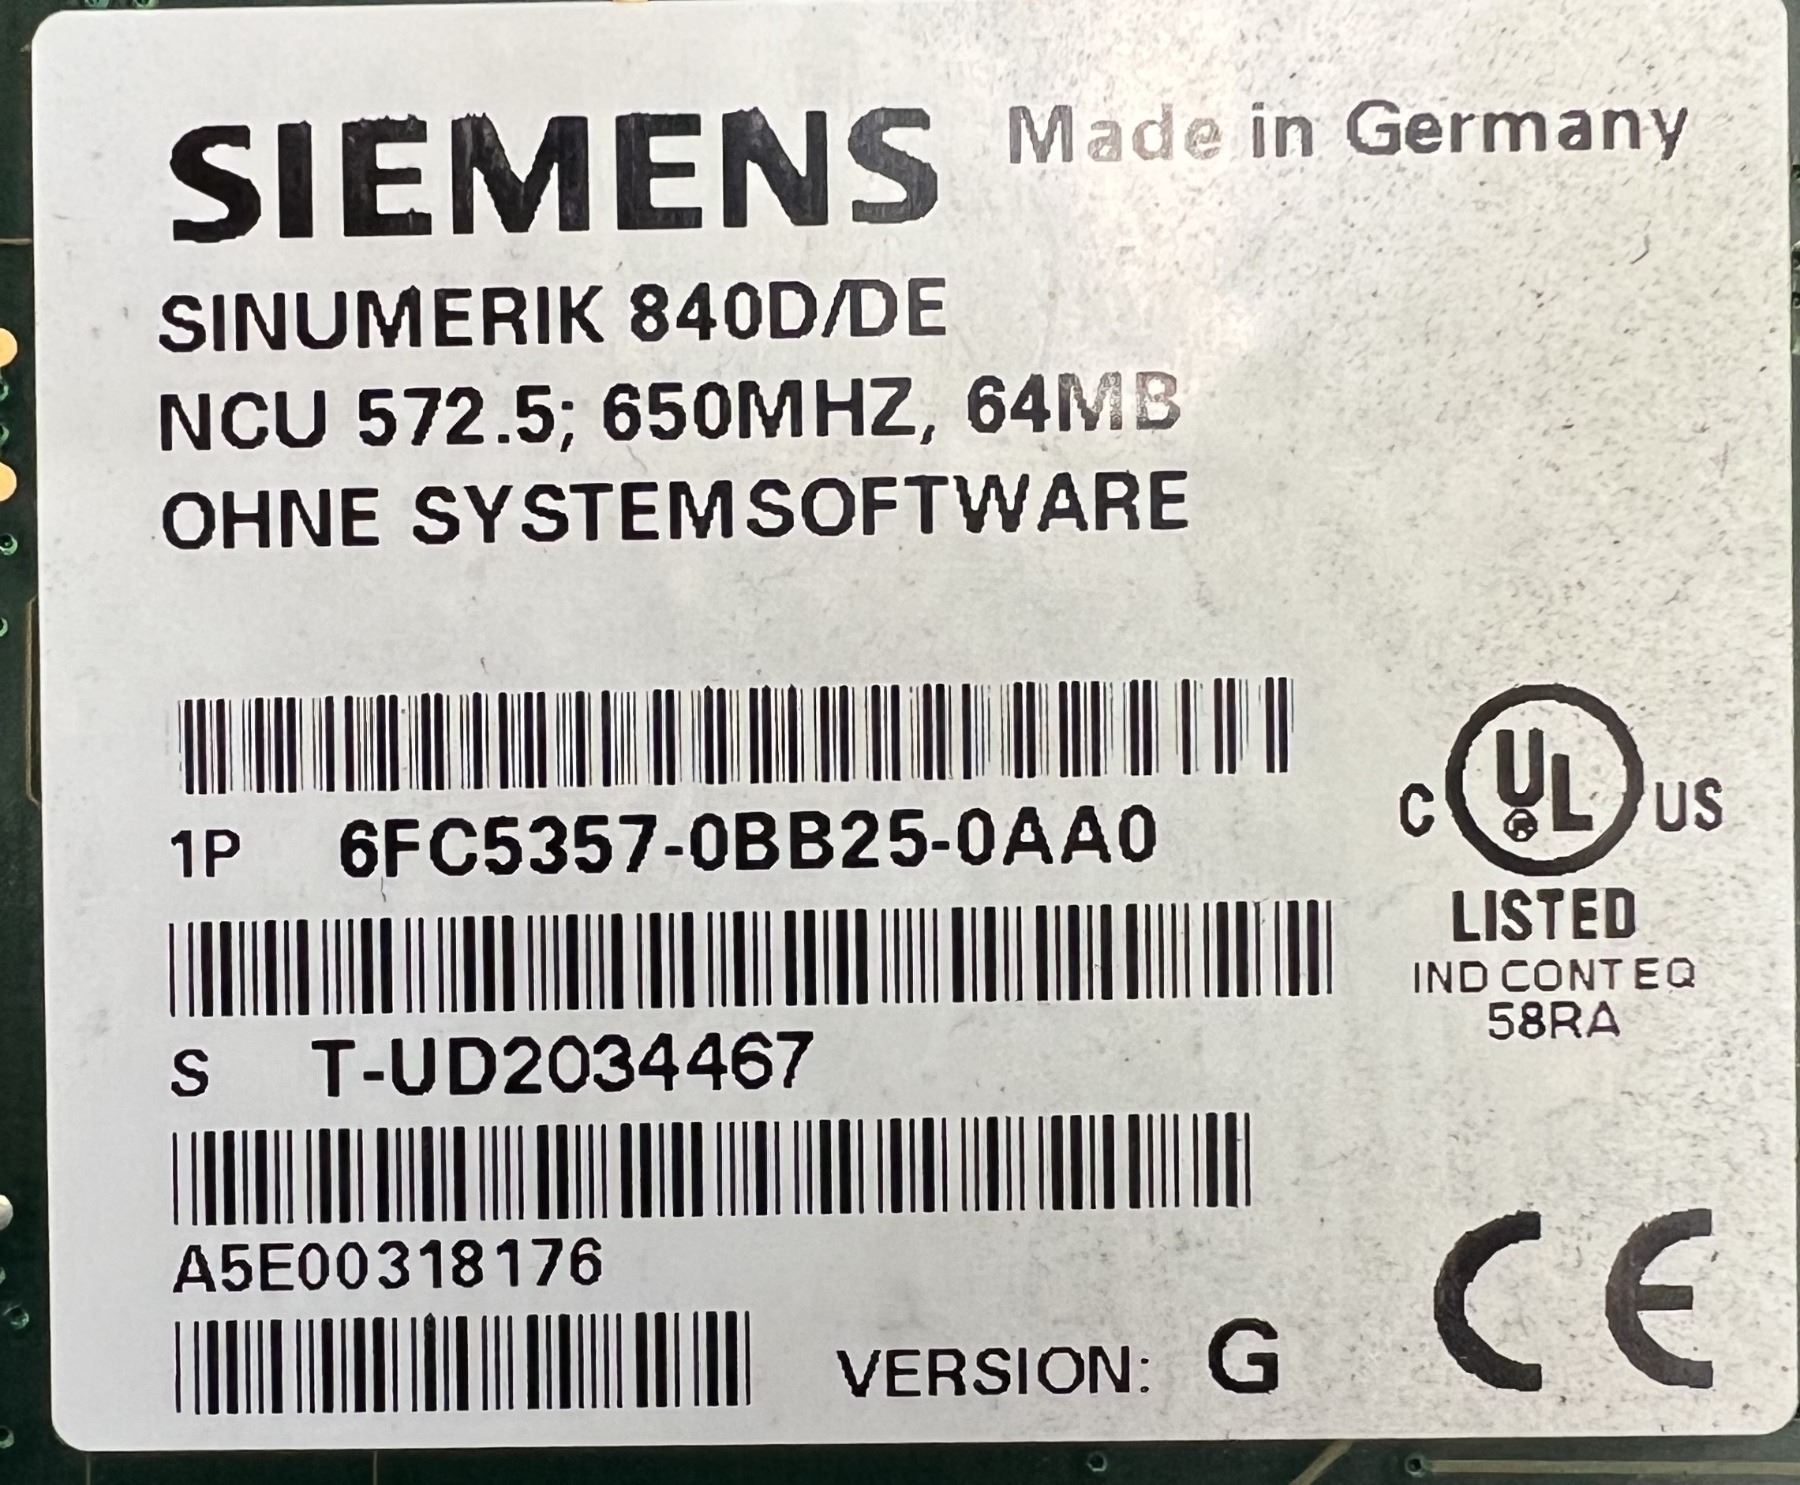 SIEMENS Made in Germany
SINUMERIK 840D/DE
NCU 572.5; 650MHZ, 64MB
OHNE SYSTEMSOFTWARE
1P 6FC5357-0BB25-0AA0
C UL® US
LISTED
IND CONT EQ
58RA
S T-UD2034467
A5E00318176
VERSION: G
CE